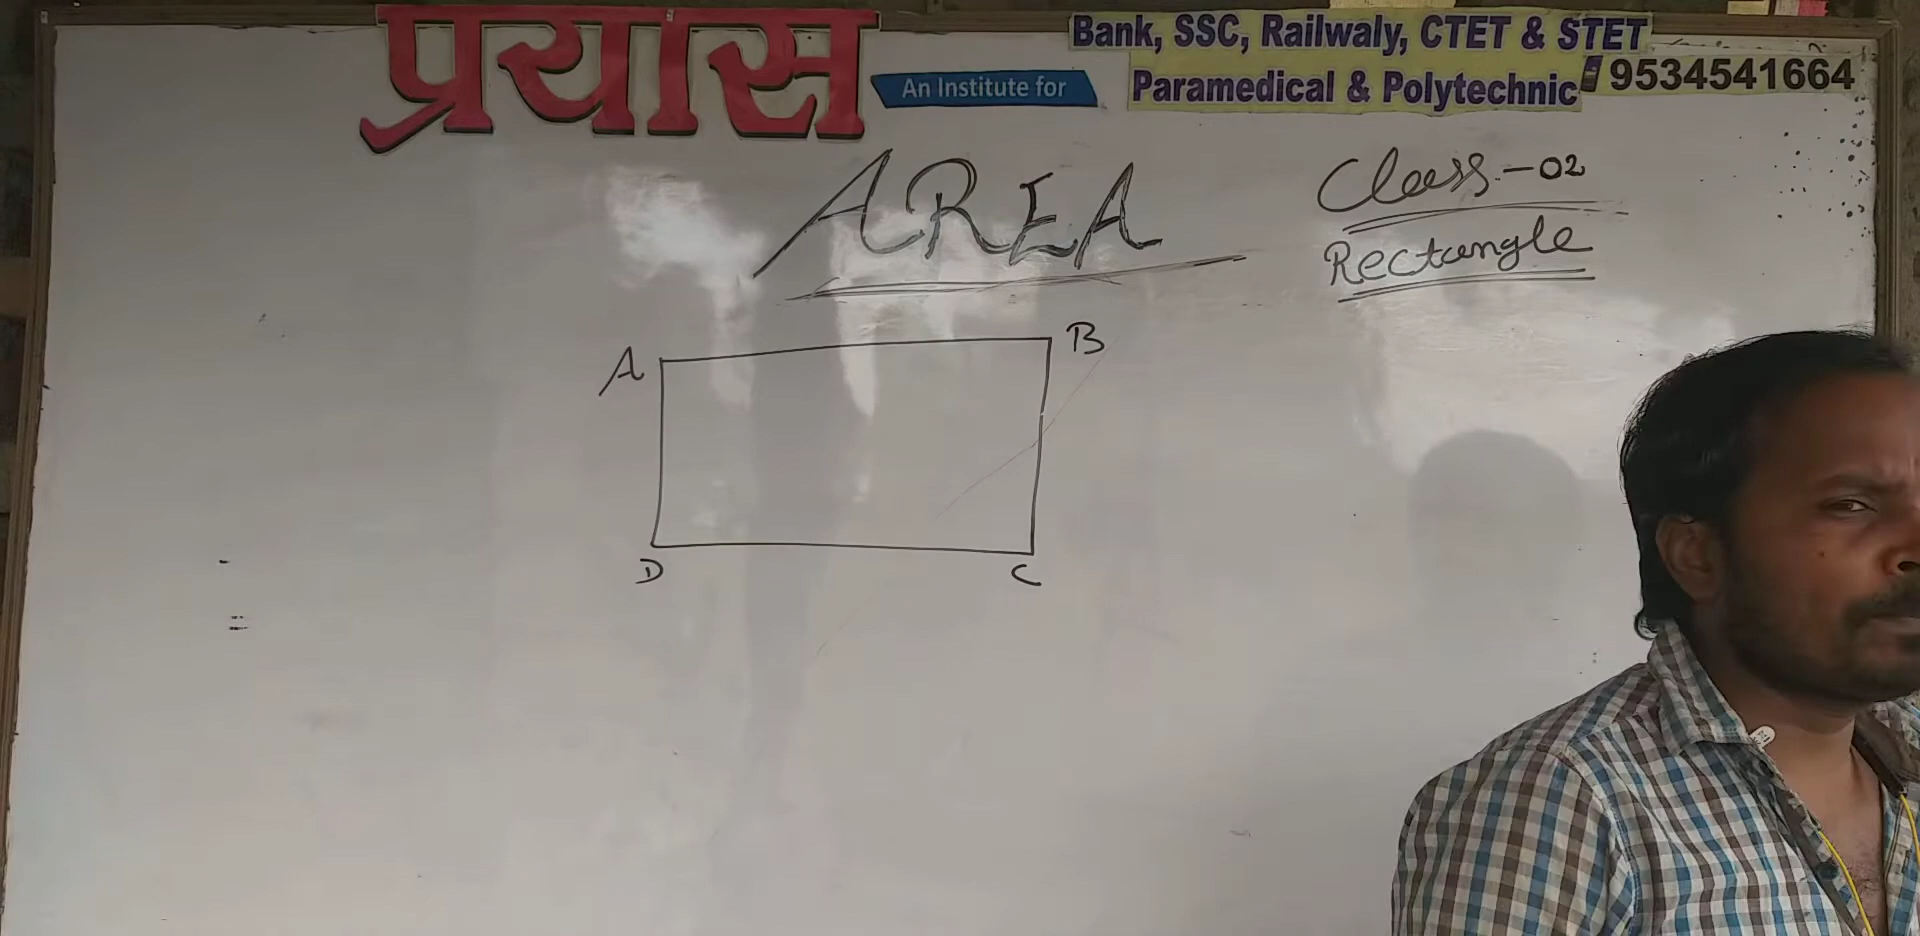 प्रयास
An Institute for
Bank, SSC, Railwaly, CTET & STET
Paramedical & Polytechnic
9534541664
AREA
Class-02
Rectangle
A
B
D
C